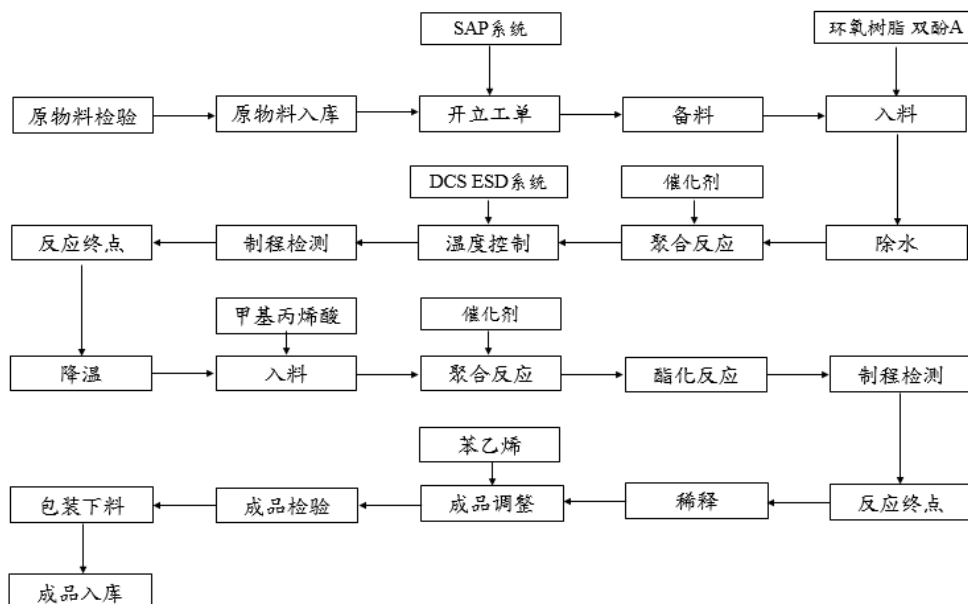 SAP系统
环氧树脂 双酚A
原物料检验
原物料入库
开立工单
备料
入料
DCS ESD系统
催化剂
反应终点
制程检测
温度控制
聚合反应
除水
甲基丙烯酸
催化剂
降温
入料
聚合反应
酯化反应
制程检测
苯乙烯
包装下料
成品检验
成品调整
稀释
反应终点
成品入库